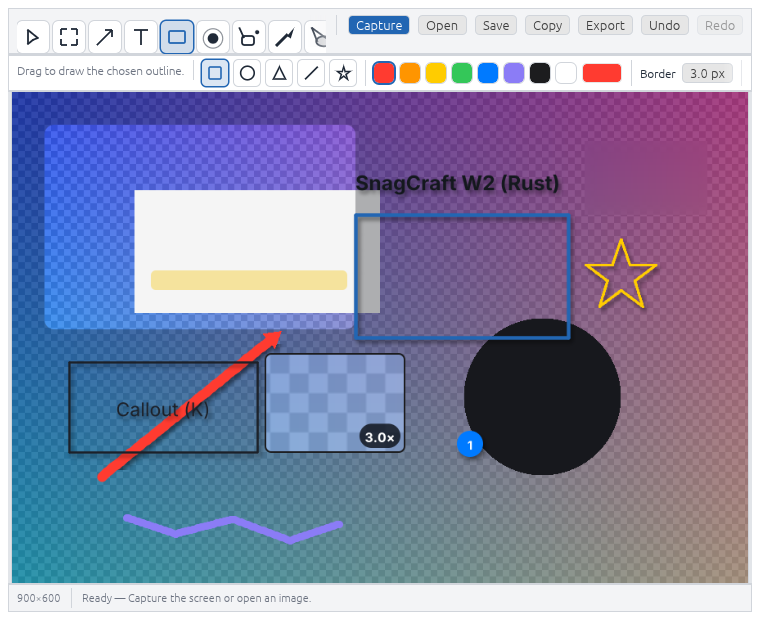 Capture Open Save Copy Export Undo Redo
Drag to draw the chosen outline. Border 3.0 px
SnagCraft W2 (Rust)
Callout (K)
3.0×
1
900×600 Ready — Capture the screen or open an image.